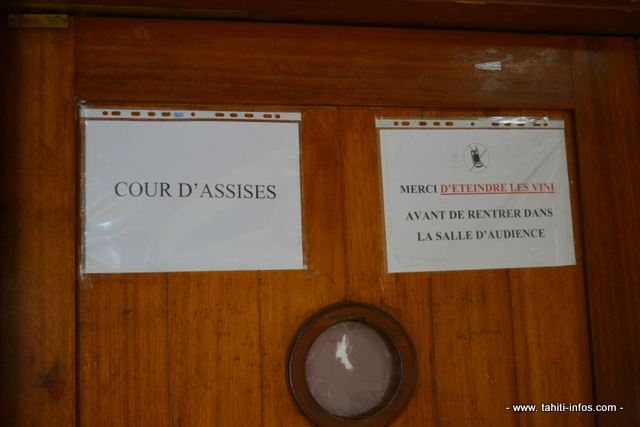 COUR D'ASSISES
MERCI D'ETEINDRE LES VINI
AVANT DE RENTRER DANS
LA SALLE D'AUDIENCE
- www. tahiti-infos.com -